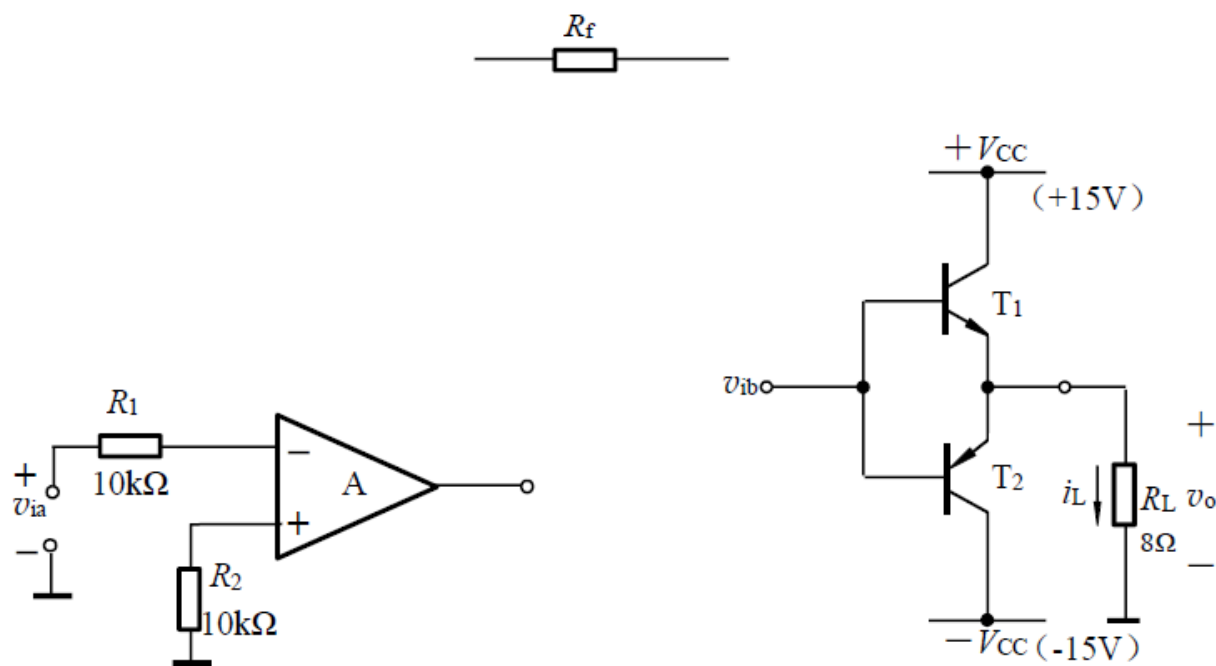 Rf
+VCC
(+15V)
T1
vib
R1
10kΩ
+
via
−
−
A
+
R2
10kΩ
T2
iL
RL
8Ω
+
vo
−
−VCC (-15V)